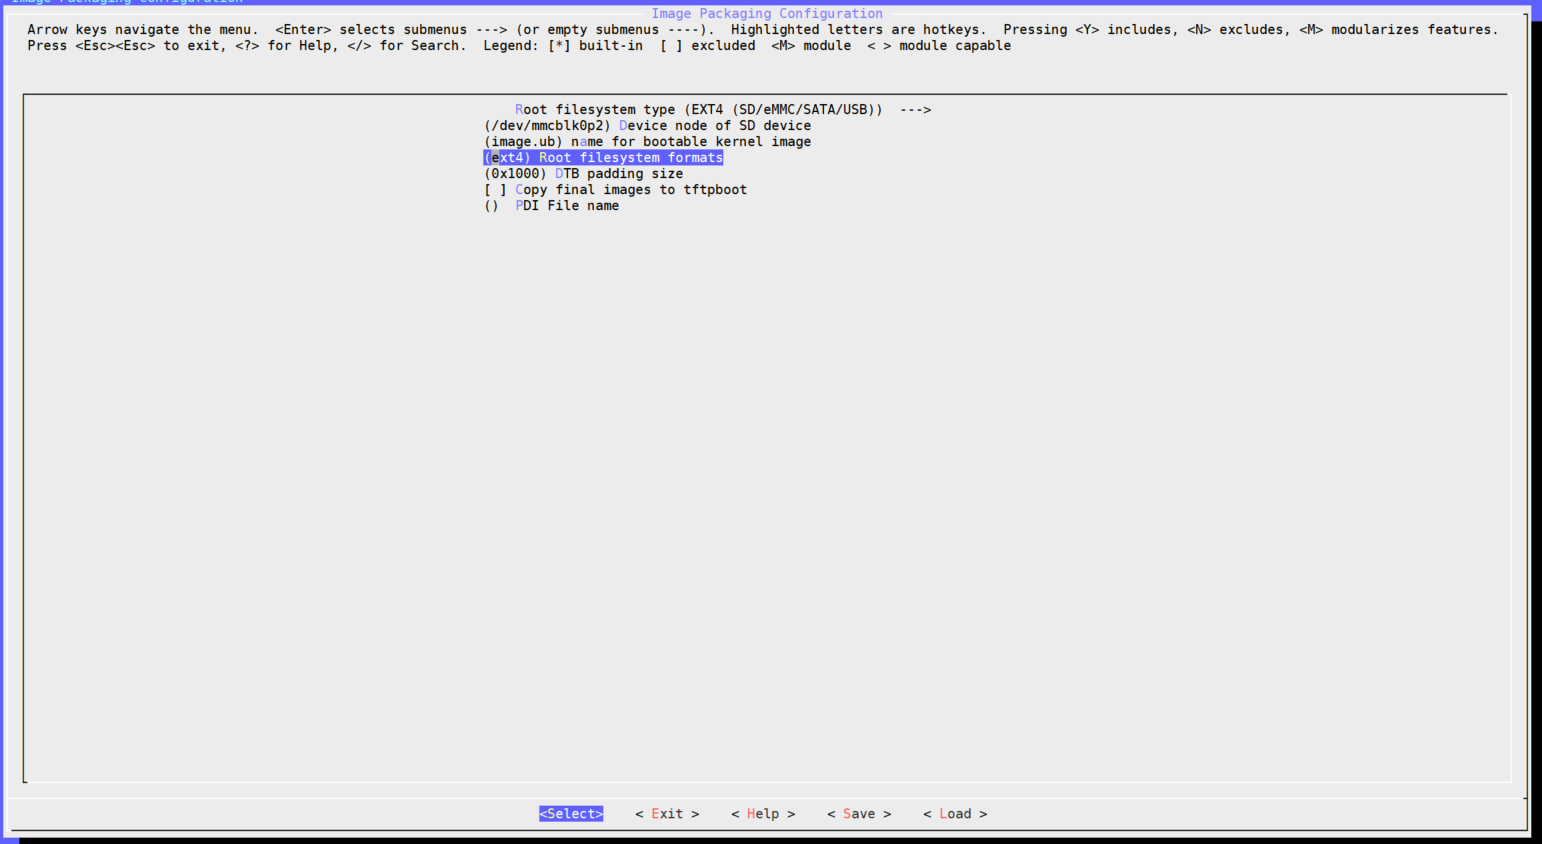 Image Packaging Configuration
Image Packaging Configuration
Arrow keys navigate the menu.  <Enter> selects submenus ---> (or empty submenus ----).  Highlighted letters are hotkeys.  Pressing <Y> includes, <N> excludes, <M> modularizes features.
Press <Esc><Esc> to exit, <?> for Help, </> for Search.  Legend: [*] built-in  [ ] excluded  <M> module  < > module capable
Root filesystem type (EXT4 (SD/eMMC/SATA/USB))  --->
(/dev/mmcblk0p2) Device node of SD device
(image.ub) name for bootable kernel image
(ext4) Root filesystem formats
(0x1000) DTB padding size
[ ] Copy final images to tftpboot
()  PDI File name
<Select>    < Exit >    < Help >    < Save >    < Load >